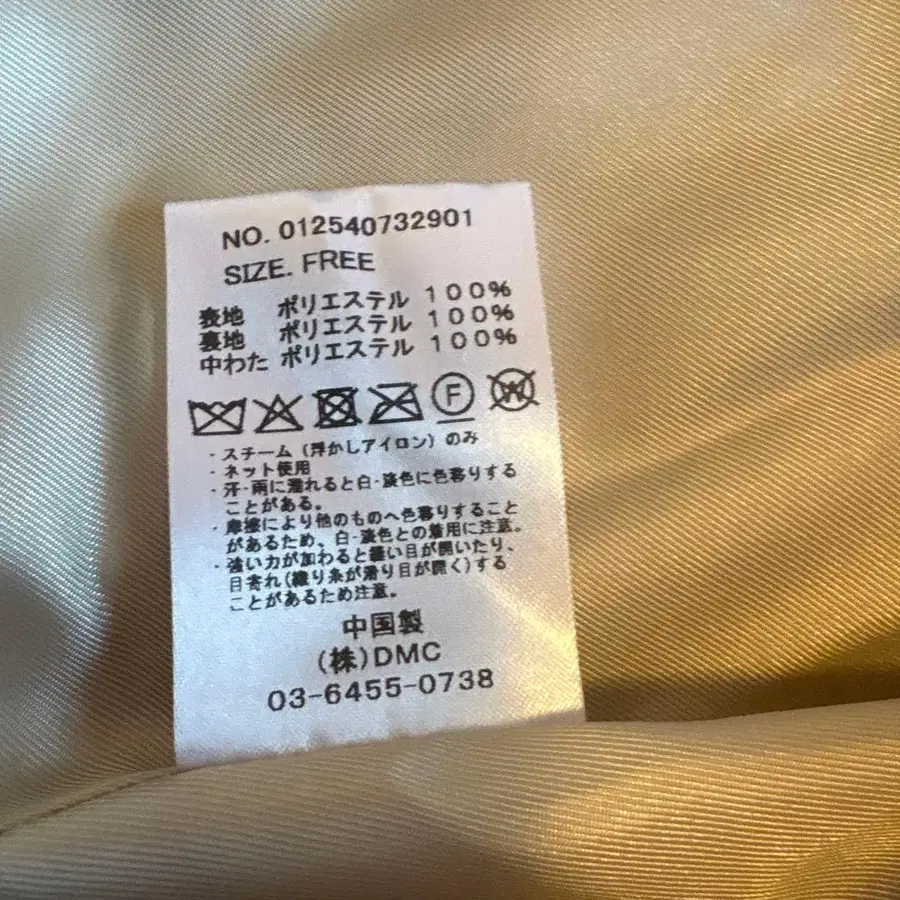 NO. 012540732901
SIZE. FREE
表地 ポリエステル 100%
裏地 ポリエステル 100%
中わた ポリエステル 100%
F W
・スチーム (浮かしアイロン) のみ
・ネット使用
・汗・雨に濡れると白・淡色に色移りする
ことがある。
・摩擦により他のものへ色移りすること
があるため、白・淡色との着用に注意。
・強い力が加わると縫い目が開いたり、
目寄れ(織り糸が滑り目が開く)する
ことがあるため注意。
中国製
(株)DMC
03-6455-0738